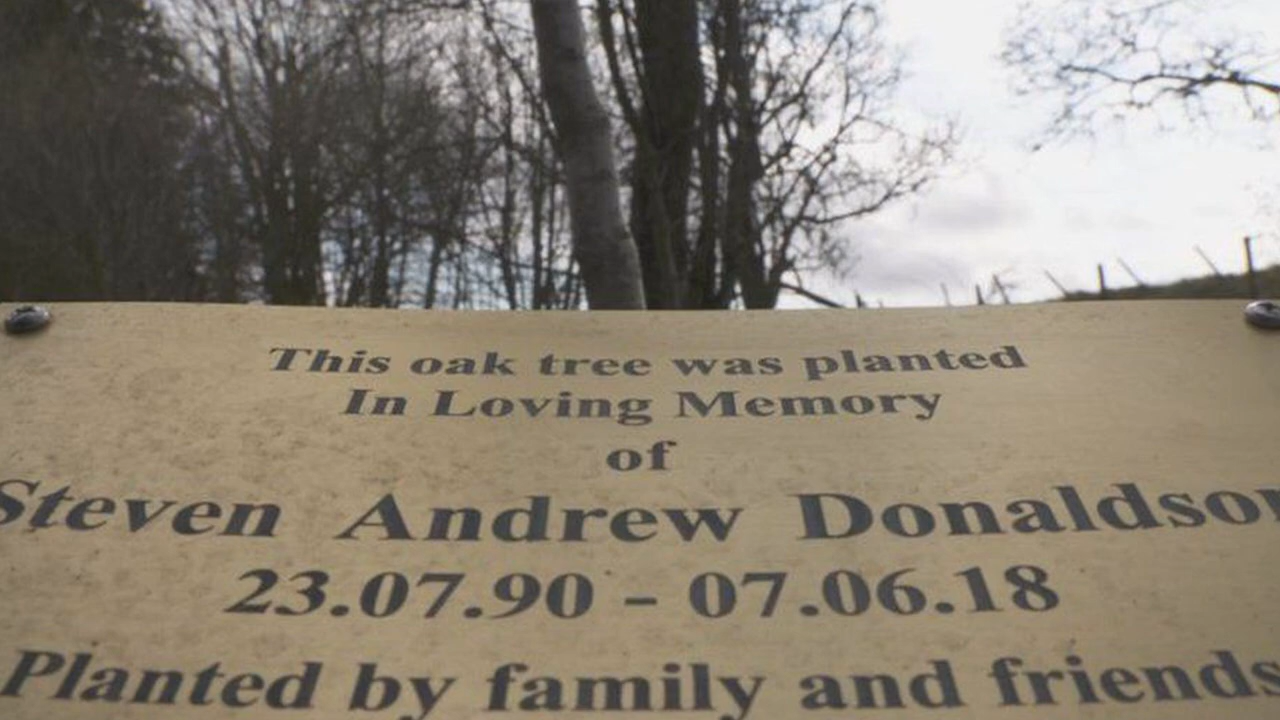 This oak tree was planted
In Loving Memory
of
Steven Andrew Donaldson
23.07.90 - 07.06.18
Planted by family and friends